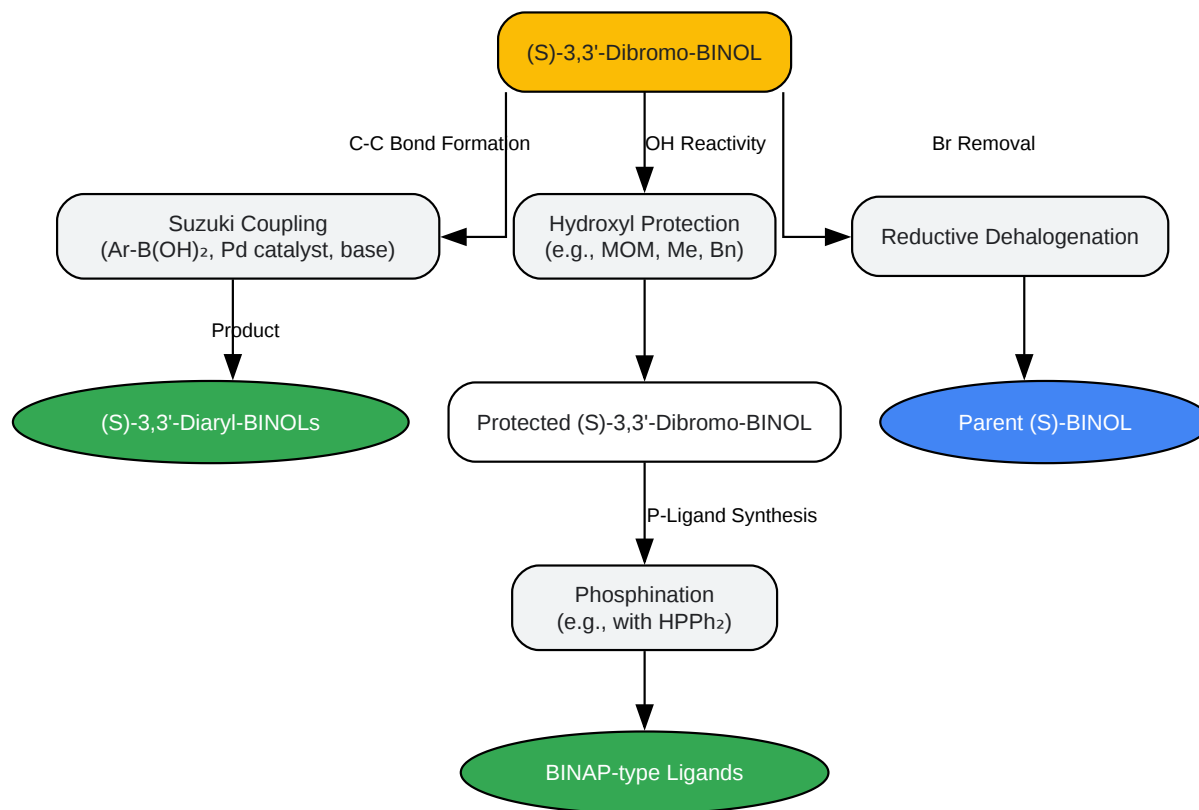 (S)-3,3'-Dibromo-BINOL
C-C Bond Formation
OH Reactivity
Br Removal
Suzuki Coupling
(Ar-B(OH)₂, Pd catalyst, base)
Hydroxyl Protection
(e.g., MOM, Me, Bn)
Reductive Dehalogenation
Product
(S)-3,3'-Diaryl-BINOLs
Protected (S)-3,3'-Dibromo-BINOL
Parent (S)-BINOL
P-Ligand Synthesis
Phosphination
(e.g., with HPPh₂)
BINAP-type Ligands